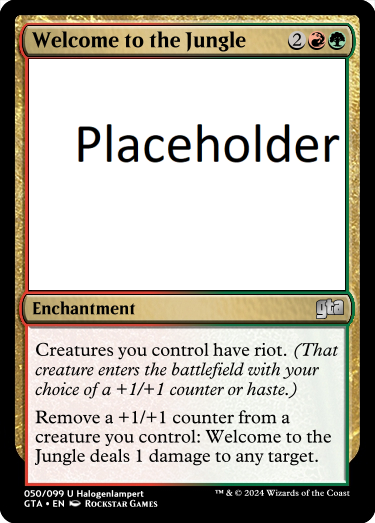 Welcome to the Jungle 2
Placeholder
Enchantment gta
Creatures you control have riot. (That
creature enters the battlefield with your
choice of a +1/+1 counter or haste.)
Remove a +1/+1 counter from a
creature you control: Welcome to the
Jungle deals 1 damage to any target.
050/099 U Halogenlampert
GTA • EN Rockstar Games
™ & © 2024 Wizards of the Coast